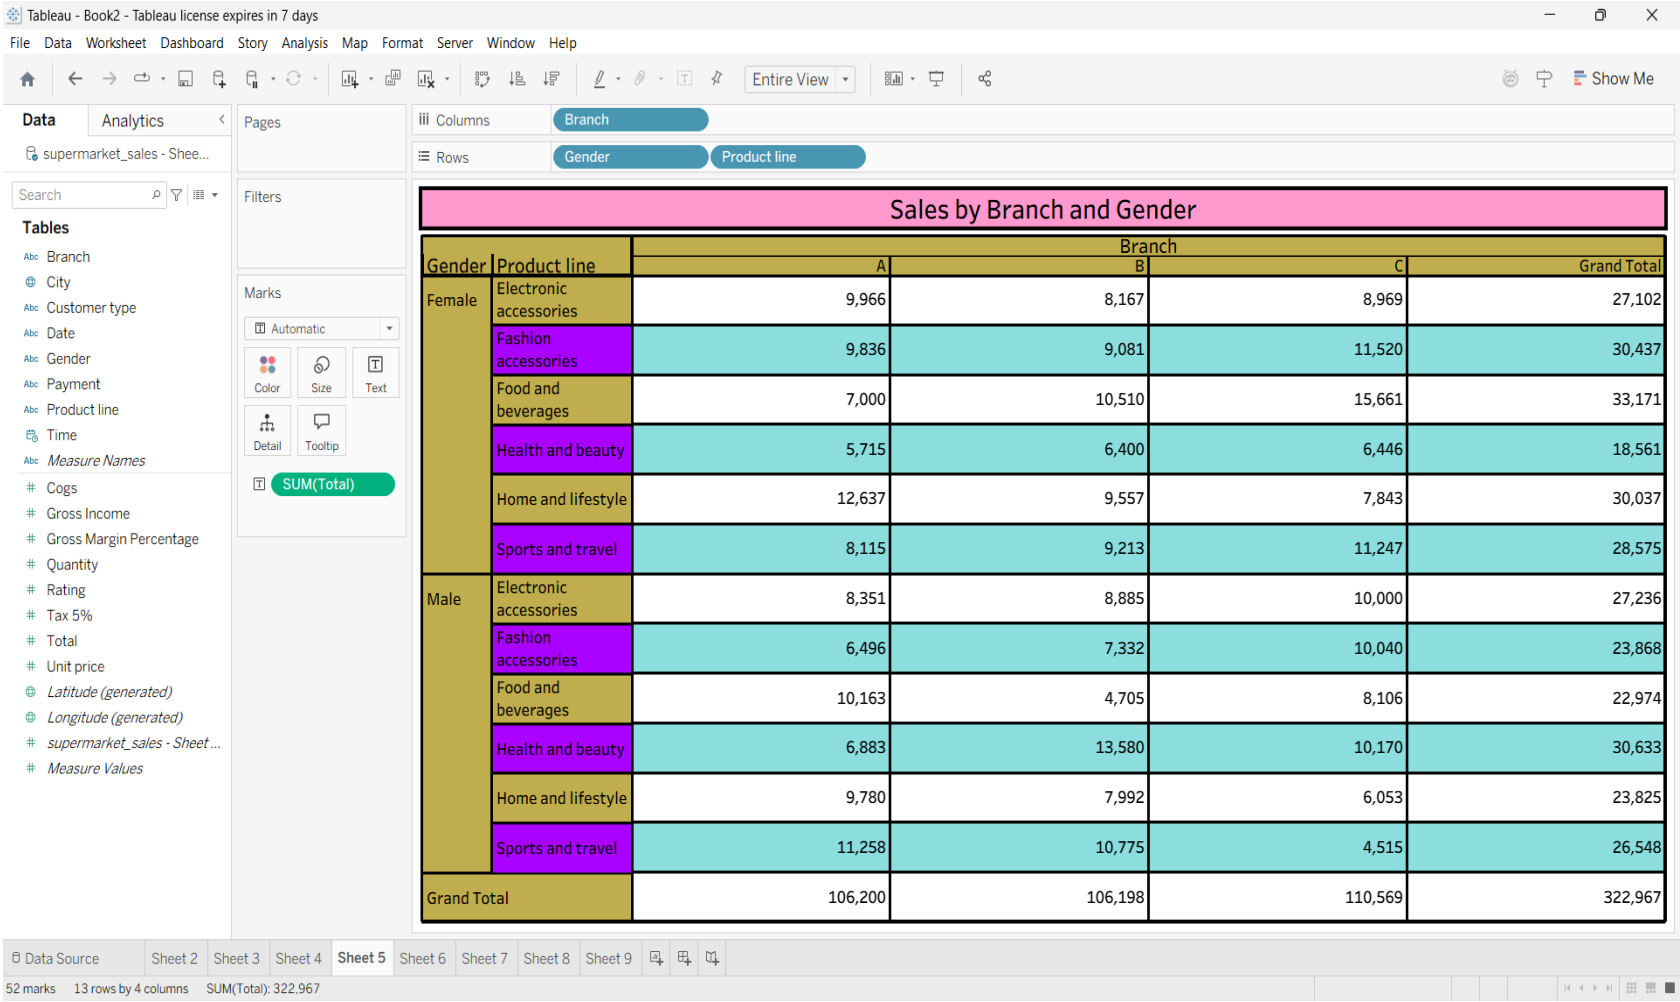 Tableau - Book2 - Tableau license expires in 7 days
File Data Worksheet Dashboard Story Analysis Map Format Server Window Help
Entire View
Show Me
Data Analytics
supermarket_sales - Shee...
Search
Tables
Abc Branch
City
Abc Customer type
Abc Date
Abc Gender
Abc Payment
Abc Product line
Time
Abc Measure Names
# Cogs
# Gross Income
# Gross Margin Percentage
# Quantity
# Rating
# Tax 5%
# Total
# Unit price
Latitude (generated)
Longitude (generated)
# supermarket_sales - Sheet ...
# Measure Values
Pages
Filters
Marks
T Automatic
Color Size T Text
Detail Tooltip
T SUM(Total)
iii Columns Branch
Rows Gender Product line
Sales by Branch and Gender
Branch
Gender Product line A B C Grand Total
Female Electronic accessories 9,966 8,167 8,969 27,102
Fashion accessories 9,836 9,081 11,520 30,437
Food and beverages 7,000 10,510 15,661 33,171
Health and beauty 5,715 6,400 6,446 18,561
Home and lifestyle 12,637 9,557 7,843 30,037
Sports and travel 8,115 9,213 11,247 28,575
Male Electronic accessories 8,351 8,885 10,000 27,236
Fashion accessories 6,496 7,332 10,040 23,868
Food and beverages 10,163 4,705 8,106 22,974
Health and beauty 6,883 13,580 10,170 30,633
Home and lifestyle 9,780 7,992 6,053 23,825
Sports and travel 11,258 10,775 4,515 26,548
Grand Total 106,200 106,198 110,569 322,967
Data Source Sheet 2 Sheet 3 Sheet 4 Sheet 5 Sheet 6 Sheet 7 Sheet 8 Sheet 9
52 marks 13 rows by 4 columns SUM(Total): 322,967